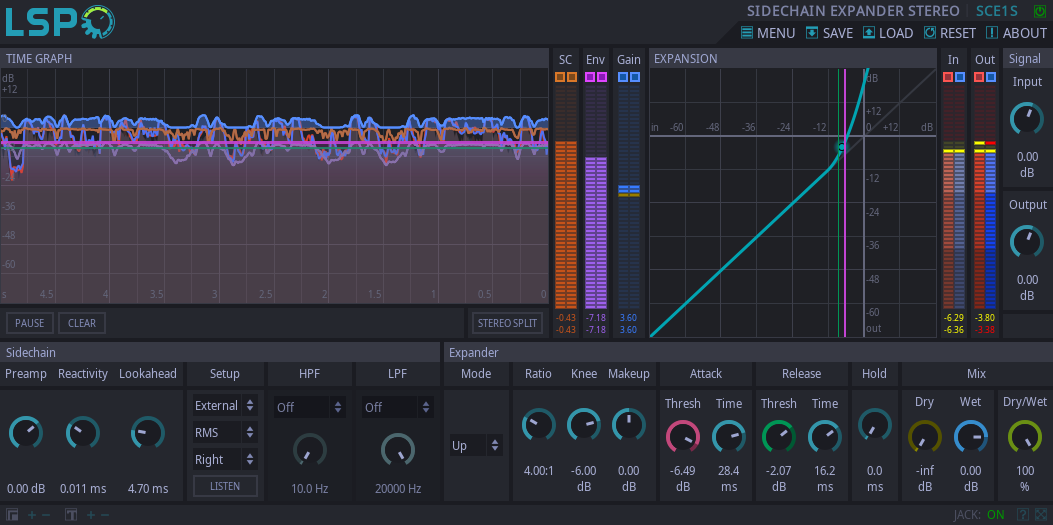 LSP
SIDECHAIN EXPANDER STEREO SCE1S
MENU SAVE LOAD RESET ABOUT
TIME GRAPH
SC Env Gain
EXPANSION
In Out
Signal
dB
+12
-24
-36
-48
-60
s 4.5 4 3.5 3 2.5 2 1.5 1 0.5 0
-0.43 -7.18 3.60
-0.43 -7.18 3.60
dB
+12
in -60 -48 -36 -24 -12 0 +12 dB
-12
-24
-36
-48
-60
out
-6.29 -3.80
-6.36 -3.38
Input
0.00
dB
Output
0.00
dB
PAUSE CLEAR STEREO SPLIT
Sidechain
Preamp Reactivity Lookahead
0.00 dB 0.011 ms 4.70 ms
Setup
External
RMS
Right
LISTEN
HPF
Off
10.0 Hz
LPF
Off
20000 Hz
Expander
Mode
Up
Ratio Knee Makeup
4.00:1 -6.00 0.00
dB dB
Attack
Thresh Time
-6.49 28.4
dB ms
Release
Thresh Time
-2.07 16.2
dB ms
Hold
0.0
ms
Mix
Dry Wet Dry/Wet
-inf 0.00 100
dB dB %
JACK: ON